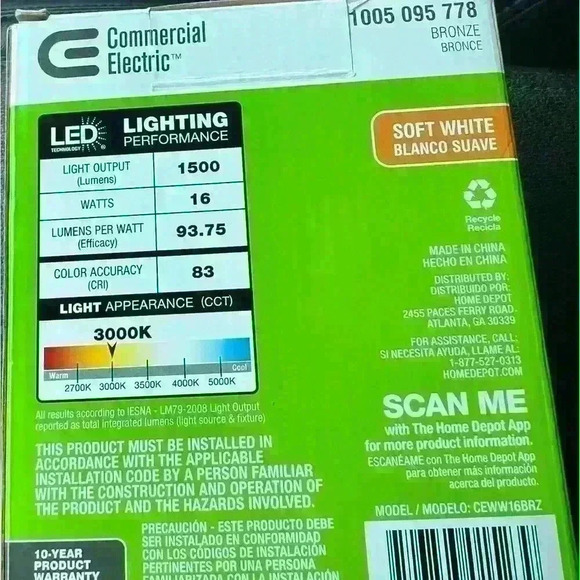 Commercial
Electric™
1005 095 778
BRONZE
BRONCE
LED
TECHNOLOGY
LIGHTING
PERFORMANCE
LIGHT OUTPUT
(Lumens)
1500
WATTS
16
LUMENS PER WATT
(Efficacy)
93.75
COLOR ACCURACY
(CRI)
83
LIGHT APPEARANCE (CCT)
3000K
Warm
Cool
2700K 3000K 3500K 4000K 5000K
All results according to IESNA - LM79-2008 Light Output
reported as total integrated lumens (light source & fixture)
THIS PRODUCT MUST BE INSTALLED IN
ACCORDANCE WITH THE APPLICABLE
INSTALLATION CODE BY A PERSON FAMILIAR
WITH THE CONSTRUCTION AND OPERATION OF
THE PRODUCT AND THE HAZARDS INVOLVED.
PRECAUCIÓN - ESTE PRODUCTO DEBE
SER INSTALADO EN CONFORMIDAD
CON LOS CÓDIGOS DE INSTALACIÓN
PERTINENTES POR UNA PERSONA
FAMILIARIZADA CON LA INSTALACIÓN
10-YEAR
PRODUCT
WARRANTY
SOFT WHITE
BLANCO SUAVE
Recycle
Recicla
MADE IN CHINA
HECHO EN CHINA
DISTRIBUTED BY:
DISTRIBUIDO POR:
HOME DEPOT
2455 PACES FERRY ROAD
ATLANTA, GA 30339
FOR ASSISTANCE, CALL:
SI NECESITA AYUDA, LLAME AL:
1-877-527-0313
HOMEDEPOT.COM
SCAN ME
with The Home Depot App
for more product information.
ESCANÉAME con The Home Depot App
para obtener más información
acerca del producto.
MODEL / MODELO: CEWW16BRZ